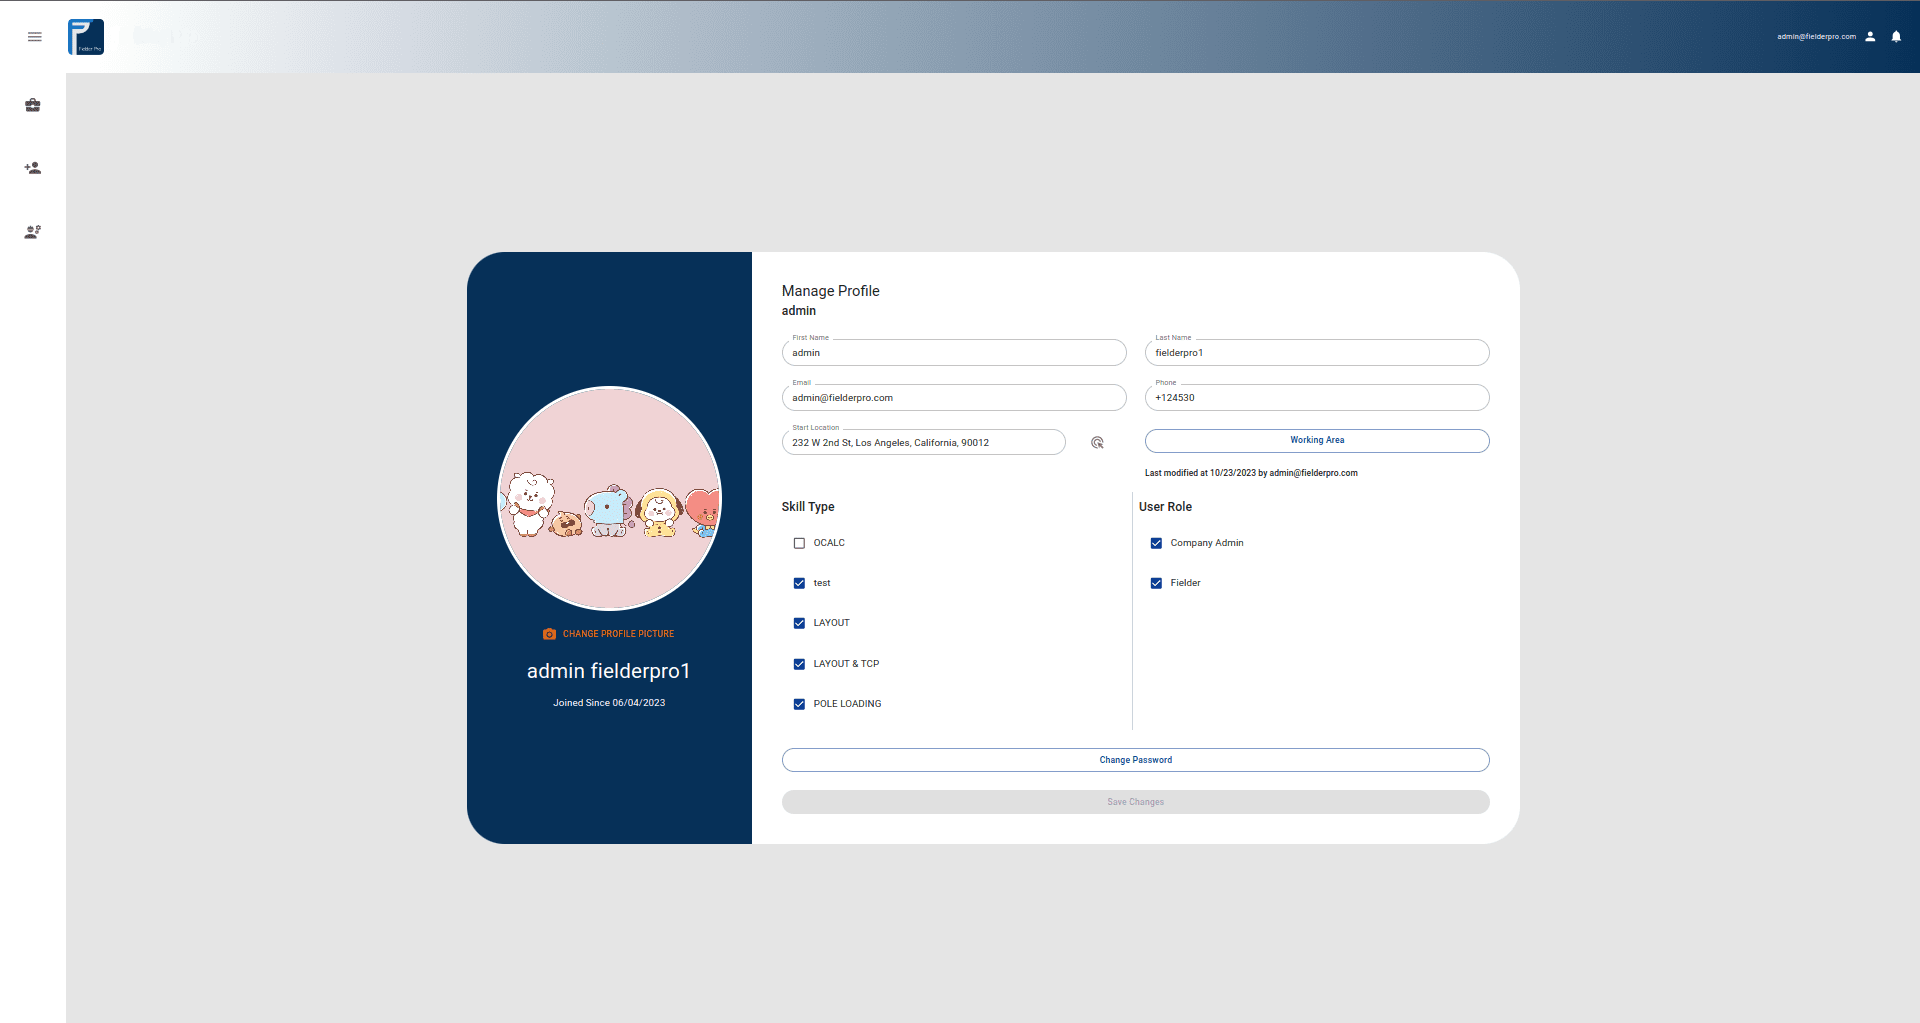 Fielder Pro
admin@fielderpro.com
Manage Profile
admin
First Name
admin
Last Name
fielderpro1
Email
admin@fielderpro.com
Phone
+124530
Start Location
232 W 2nd St, Los Angeles, California, 90012
Working Area
Last modified at 10/23/2023 by admin@fielderpro.com
CHANGE PROFILE PICTURE
admin fielderpro1
Joined Since 06/04/2023
Skill Type
OCALC
test
LAYOUT
LAYOUT & TCP
POLE LOADING
User Role
Company Admin
Fielder
Change Password
Save Changes